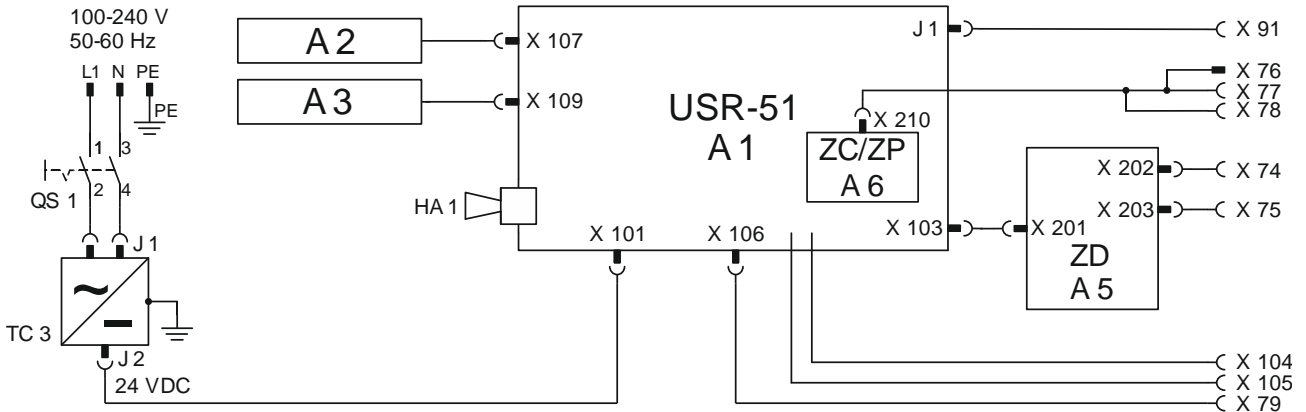 100-240 V
50-60 Hz
L1 N PE
PE
1 3
2 4
QS 1
J 1
TC 3
J 2
24 VDC
A 2
A 3
X 107
X 109
HA 1
USR-51
A 1
J 1
X 210
ZC/ZP
A 6
X 101
X 106
X 103
X 201
X 202
X 203
ZD
A 5
X 91
X 76
X 77
X 78
X 74
X 75
X 104
X 105
X 79